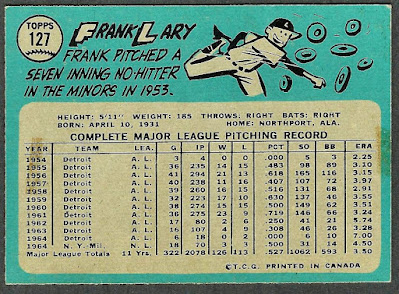 TOPPS
127
FRANK LARY
FRANK PITCHED A
SEVEN INNING NO-HITTER
IN THE MINORS IN 1953.
HEIGHT: 5'11" WEIGHT: 185 THROWS: RIGHT BATS: RIGHT
BORN: APRIL 10, 1931 HOME: NORTHPORT, ALA.
COMPLETE MAJOR LEAGUE PITCHING RECORD
YEAR TEAM LEA. G IP W L PCT SO BB ERA
1954 Detroit A.L. 3 4 0 0 .000 5 3 2.25
1955 Detroit A.L. 36 235 14 15 .483 98 89 3.10
1956 Detroit A.L. 41 294 21 13 .618 165 116 3.15
1957 Detroit A.L. 40 238 11 16 .407 107 72 3.97
1958 Detroit A.L. 39 260 16 15 .516 131 68 2.91
1959 Detroit A.L. 32 223 17 10 .630 137 46 3.55
1960 Detroit A.L. 38 274 15 15 .500 149 62 3.51
1961 Detroit A.L. 36 275 23 9 .719 146 66 3.24
1962 Detroit A.L. 17 80 2 6 .250 41 21 5.74
1963 Detroit A.L. 16 107 4 9 .308 46 26 3.28
1964 Detroit A.L. 6 18 0 2 .000 6 10 7.00
1964 N.Y.-Mil. N.L. 18 70 3 3 .500 31 14 4.50
Major League Totals 11 Yrs. 322 2078 126 113 .527 1062 593 3.50
©T.C.G. PRINTED IN CANADA